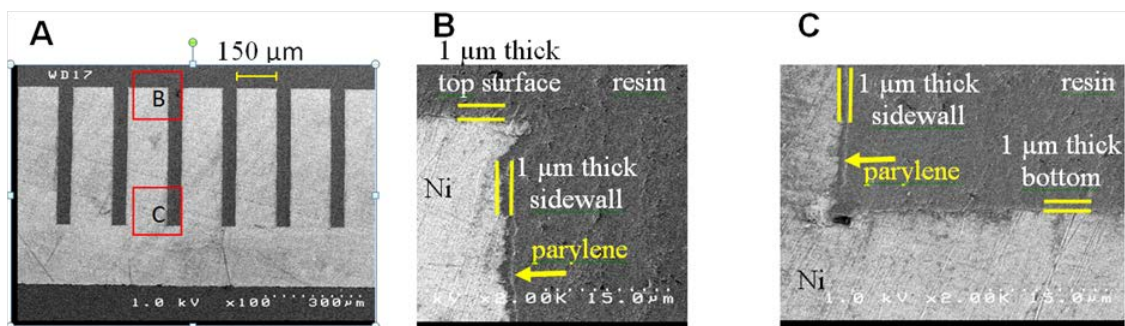 A
150 µm
WD17
B
C
1.0 kV x100 300µm
B
1 µm thick
top surface
resin
Ni
1 µm thick
sidewall
parylene
kV x2.00K 15.0µm
C
1 µm thick
sidewall
resin
parylene
1 µm thick
bottom
Ni
1.0 kV x2.00K 15.0µm